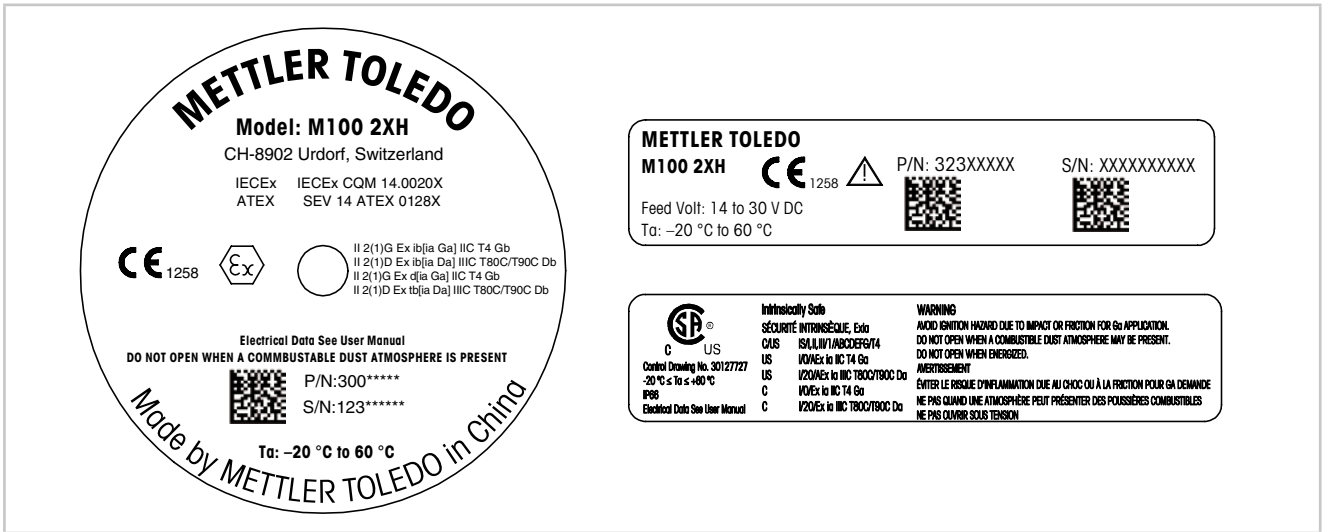 METTLER TOLEDO
Model: M100 2XH
CH-8902 Urdorf, Switzerland
IECEx IECEx CQM 14.0020X
ATEX SEV 14 ATEX 0128X
CE 1258
Ex
II 2(1)G Ex ib[ia Ga] IIC T4 Gb
II 2(1)D Ex ib[ia Da] IIIC T80C/T90C Db
II 2(1)G Ex d[ia Ga] IIC T4 Gb
II 2(1)D Ex tb[ia Da] IIIC T80C/T90C Db
Electrical Data See User Manual
DO NOT OPEN WHEN A COMMBUSTABLE DUST ATMOSPHERE IS PRESENT
P/N:300*****
S/N:123******
Ta: –20 °C to 60 °C
Made by METTLER TOLEDO in China
METTLER TOLEDO
M100 2XH
CE 1258
P/N: 323XXXXX
S/N: XXXXXXXXXX
Feed Volt: 14 to 30 V DC
Ta: –20 °C to 60 °C
SA ®
C US
Control Drawing No. 30127727
-20 °C ≤ Ta ≤ +60 °C
IP66
Electrical Data See User Manual
Intrinsically Safe
SÉCURITÉ INTRINSÈQUE, Exia
C/US IS/I,II,III/1/ABCDEFG/T4
US I/0/AEx ia IIC T4 Ga
US I/20/AEx ia IIIC T80C/T90C Da
C I/0/Ex ia IIC T4 Ga
C I/20/Ex ia IIIC T80C/T90C Da
WARNING
AVOID IGNITION HAZARD DUE TO IMPACT OR FRICTION FOR Ga APPLICATION.
DO NOT OPEN WHEN A COMBUSTIBLE DUST ATMOSPHERE MAY BE PRESENT.
DO NOT OPEN WHEN ENERGIZED.
AVERTISSEMENT
ÉVITER LE RISQUE D'INFLAMMATION DUE AU CHOC OU À LA FRICTION POUR GA DEMANDE
NE PAS QUAND UNE ATMOSPHÈRE PEUT PRÉSENTER DES POUSSIÈRES COMBUSTIBLES
NE PAS OUVRIR SOUS TENSION